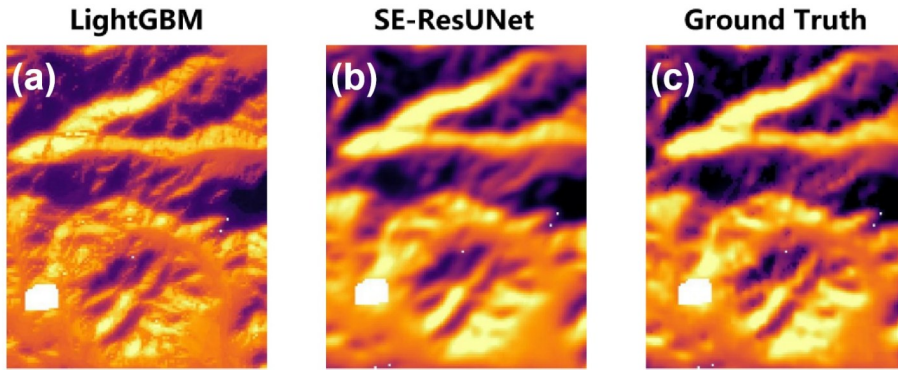 LightGBM
SE-ResUNet
Ground Truth
(a)
(b)
(c)